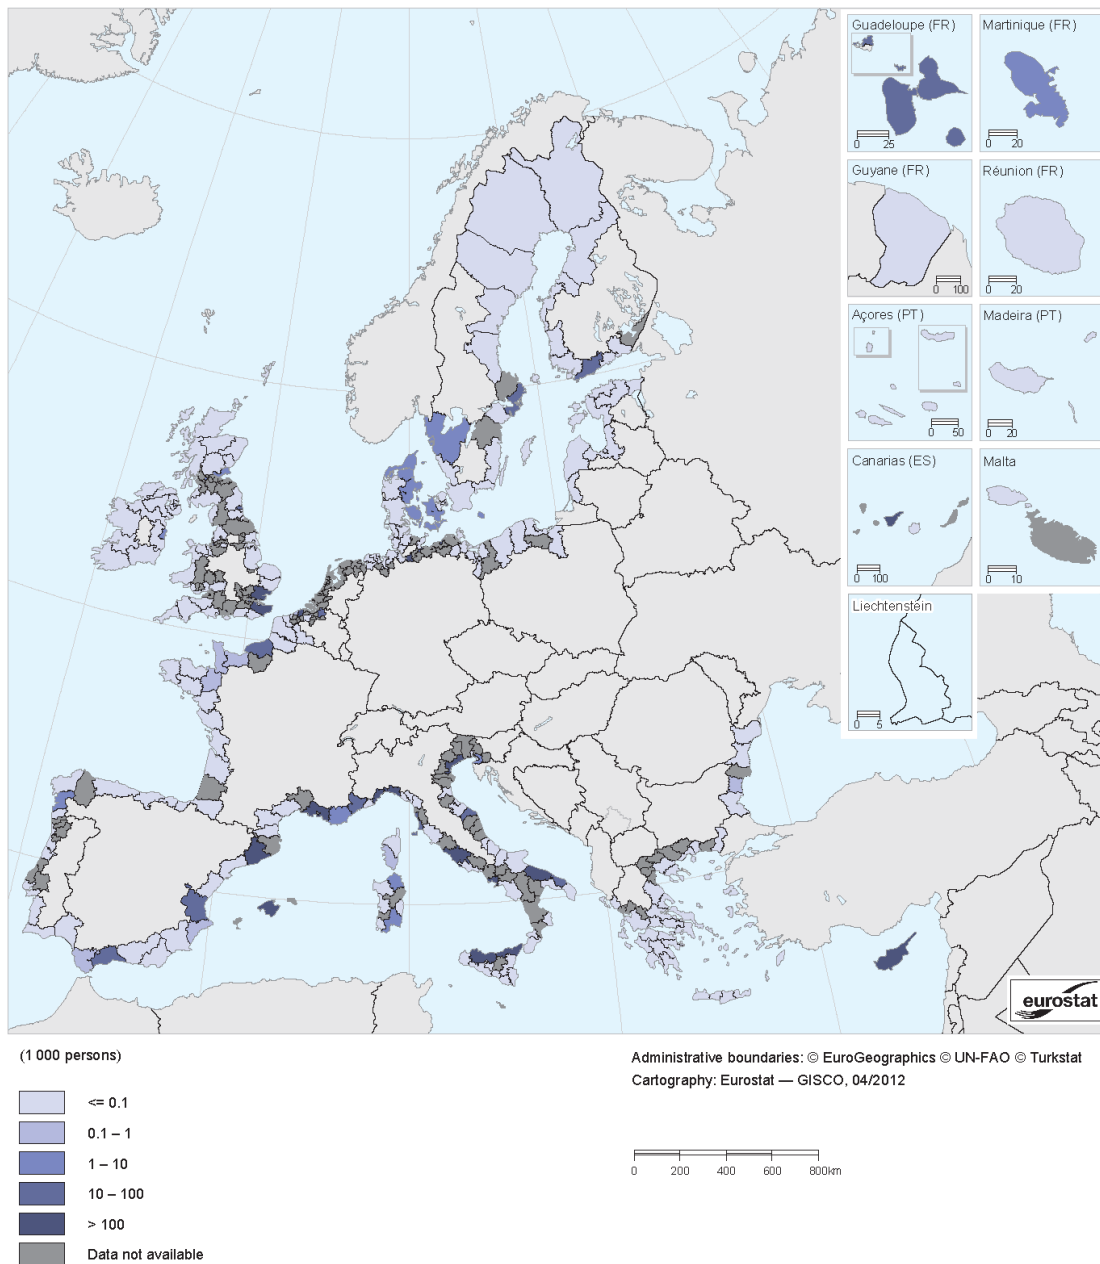 Guadeloupe (FR)
0 25
Martinique (FR)
0 20
Guyane (FR)
0 100
Réunion (FR)
0 20
Açores (PT)
0 50
Madeira (PT)
0 20
Canarias (ES)
0 100
Malta
0 10
Liechtenstein
0 5
eurostat
(1 000 persons)
<= 0.1
0.1 – 1
1 – 10
10 – 100
> 100
Data not available
Administrative boundaries: © EuroGeographics © UN-FAO © Turkstat
Cartography: Eurostat — GISCO, 04/2012
0 200 400 600 800km